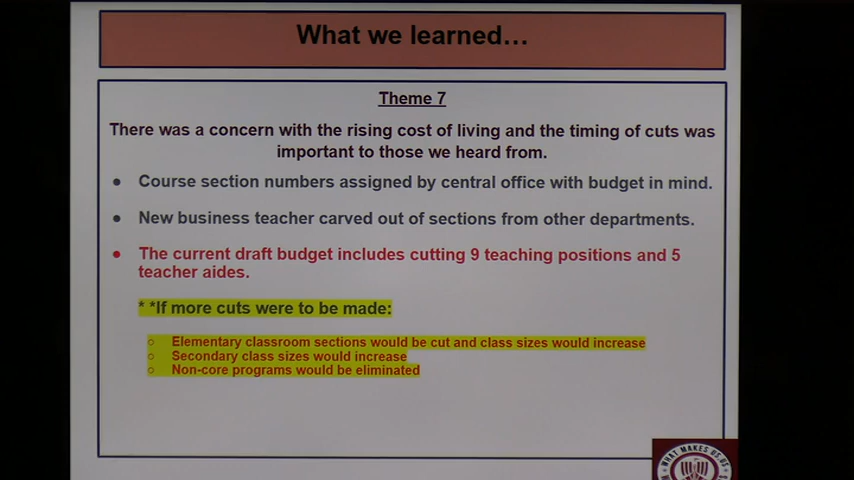 What we learned...
Theme 7
There was a concern with the rising cost of living and the timing of cuts was
important to those we heard from.
● Course section numbers assigned by central office with budget in mind.
● New business teacher carved out of sections from other departments.
● The current draft budget includes cutting 9 teaching positions and 5
teacher aides.
* *If more cuts were to be made:
○ Elementary classroom sections would be cut and class sizes would increase
○ Secondary class sizes would increase
○ Non-core programs would be eliminated
WHAT MAKES US, US